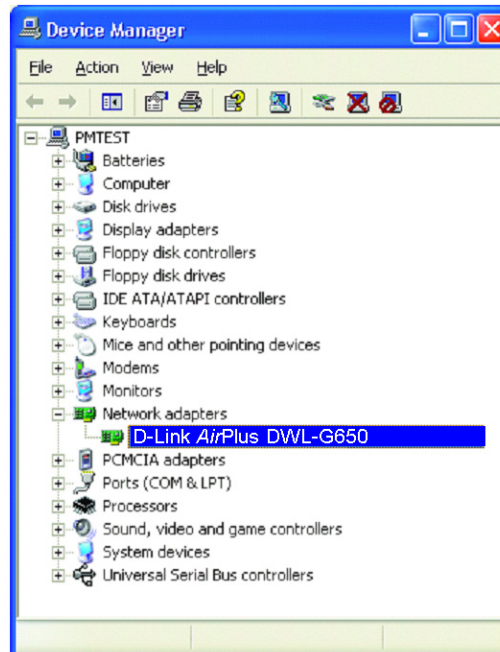 Device Manager
File Action View Help
PMTEST
Batteries
Computer
Disk drives
Display adapters
Floppy disk controllers
Floppy disk drives
IDE ATA/ATAPI controllers
Keyboards
Mice and other pointing devices
Modems
Monitors
Network adapters
D-Link AirPlus DWL-G650
PCMCIA adapters
Ports (COM & LPT)
Processors
Sound, video and game controllers
System devices
Universal Serial Bus controllers